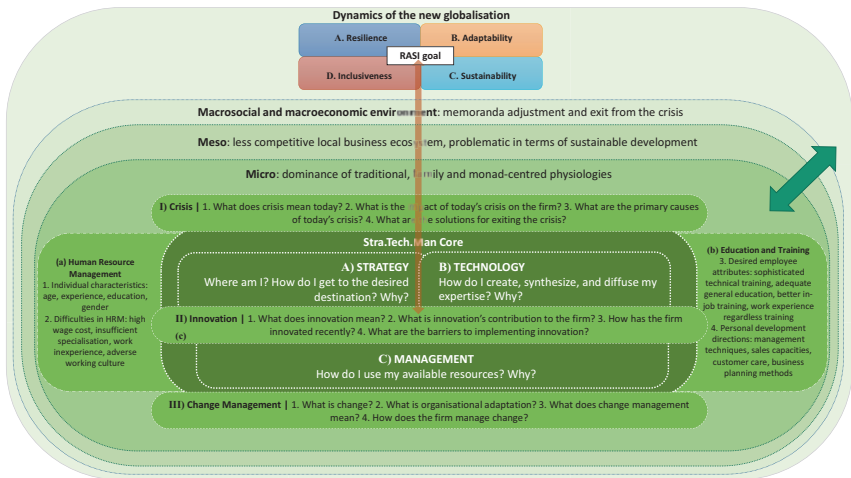 Dynamics of the new globalisation
A. Resilience
B. Adaptability
RASI goal
D. Inclusiveness
C. Sustainability
Macrosocial and macroeconomic environment: memoranda adjustment and exit from the crisis
Meso: less competitive local business ecosystem, problematic in terms of sustainable development
Micro: dominance of traditional, family and monad-centred physiologies
I) Crisis | 1. What does crisis mean today? 2. What is the impact of today's crisis on the firm? 3. What are the primary causes
of today's crisis? 4. What are the solutions for exiting the crisis?
Stra.Tech.Man Core
(a) Human Resource
Management
1. Individual characteristics:
age, experience, education,
gender
2. Difficulties in HRM: high
wage cost, insufficient
specialisation, work
inexperience, adverse
working culture
A) STRATEGY
Where am I? How do I get to the desired
destination? Why?
B) TECHNOLOGY
How do I create, synthesize, and diffuse my
expertise? Why?
(b) Education and Training
3. Desired employee
attributes: sophisticated
technical training, adequate
general education, better in-
job training, work experience
regardless training
4. Personal development
directions: management
techniques, sales capacities,
customer care, business
planning methods
II) Innovation | 1. What does innovation mean? 2. What is innovation's contribution to the firm? 3. How has the firm
(c) innovated recently? 4. What are the barriers to implementing innovation?
C) MANAGEMENT
How do I use my available resources? Why?
III) Change Management | 1. What is change? 2. What is organisational adaptation? 3. What does change management
mean? 4. How does the firm manage change?